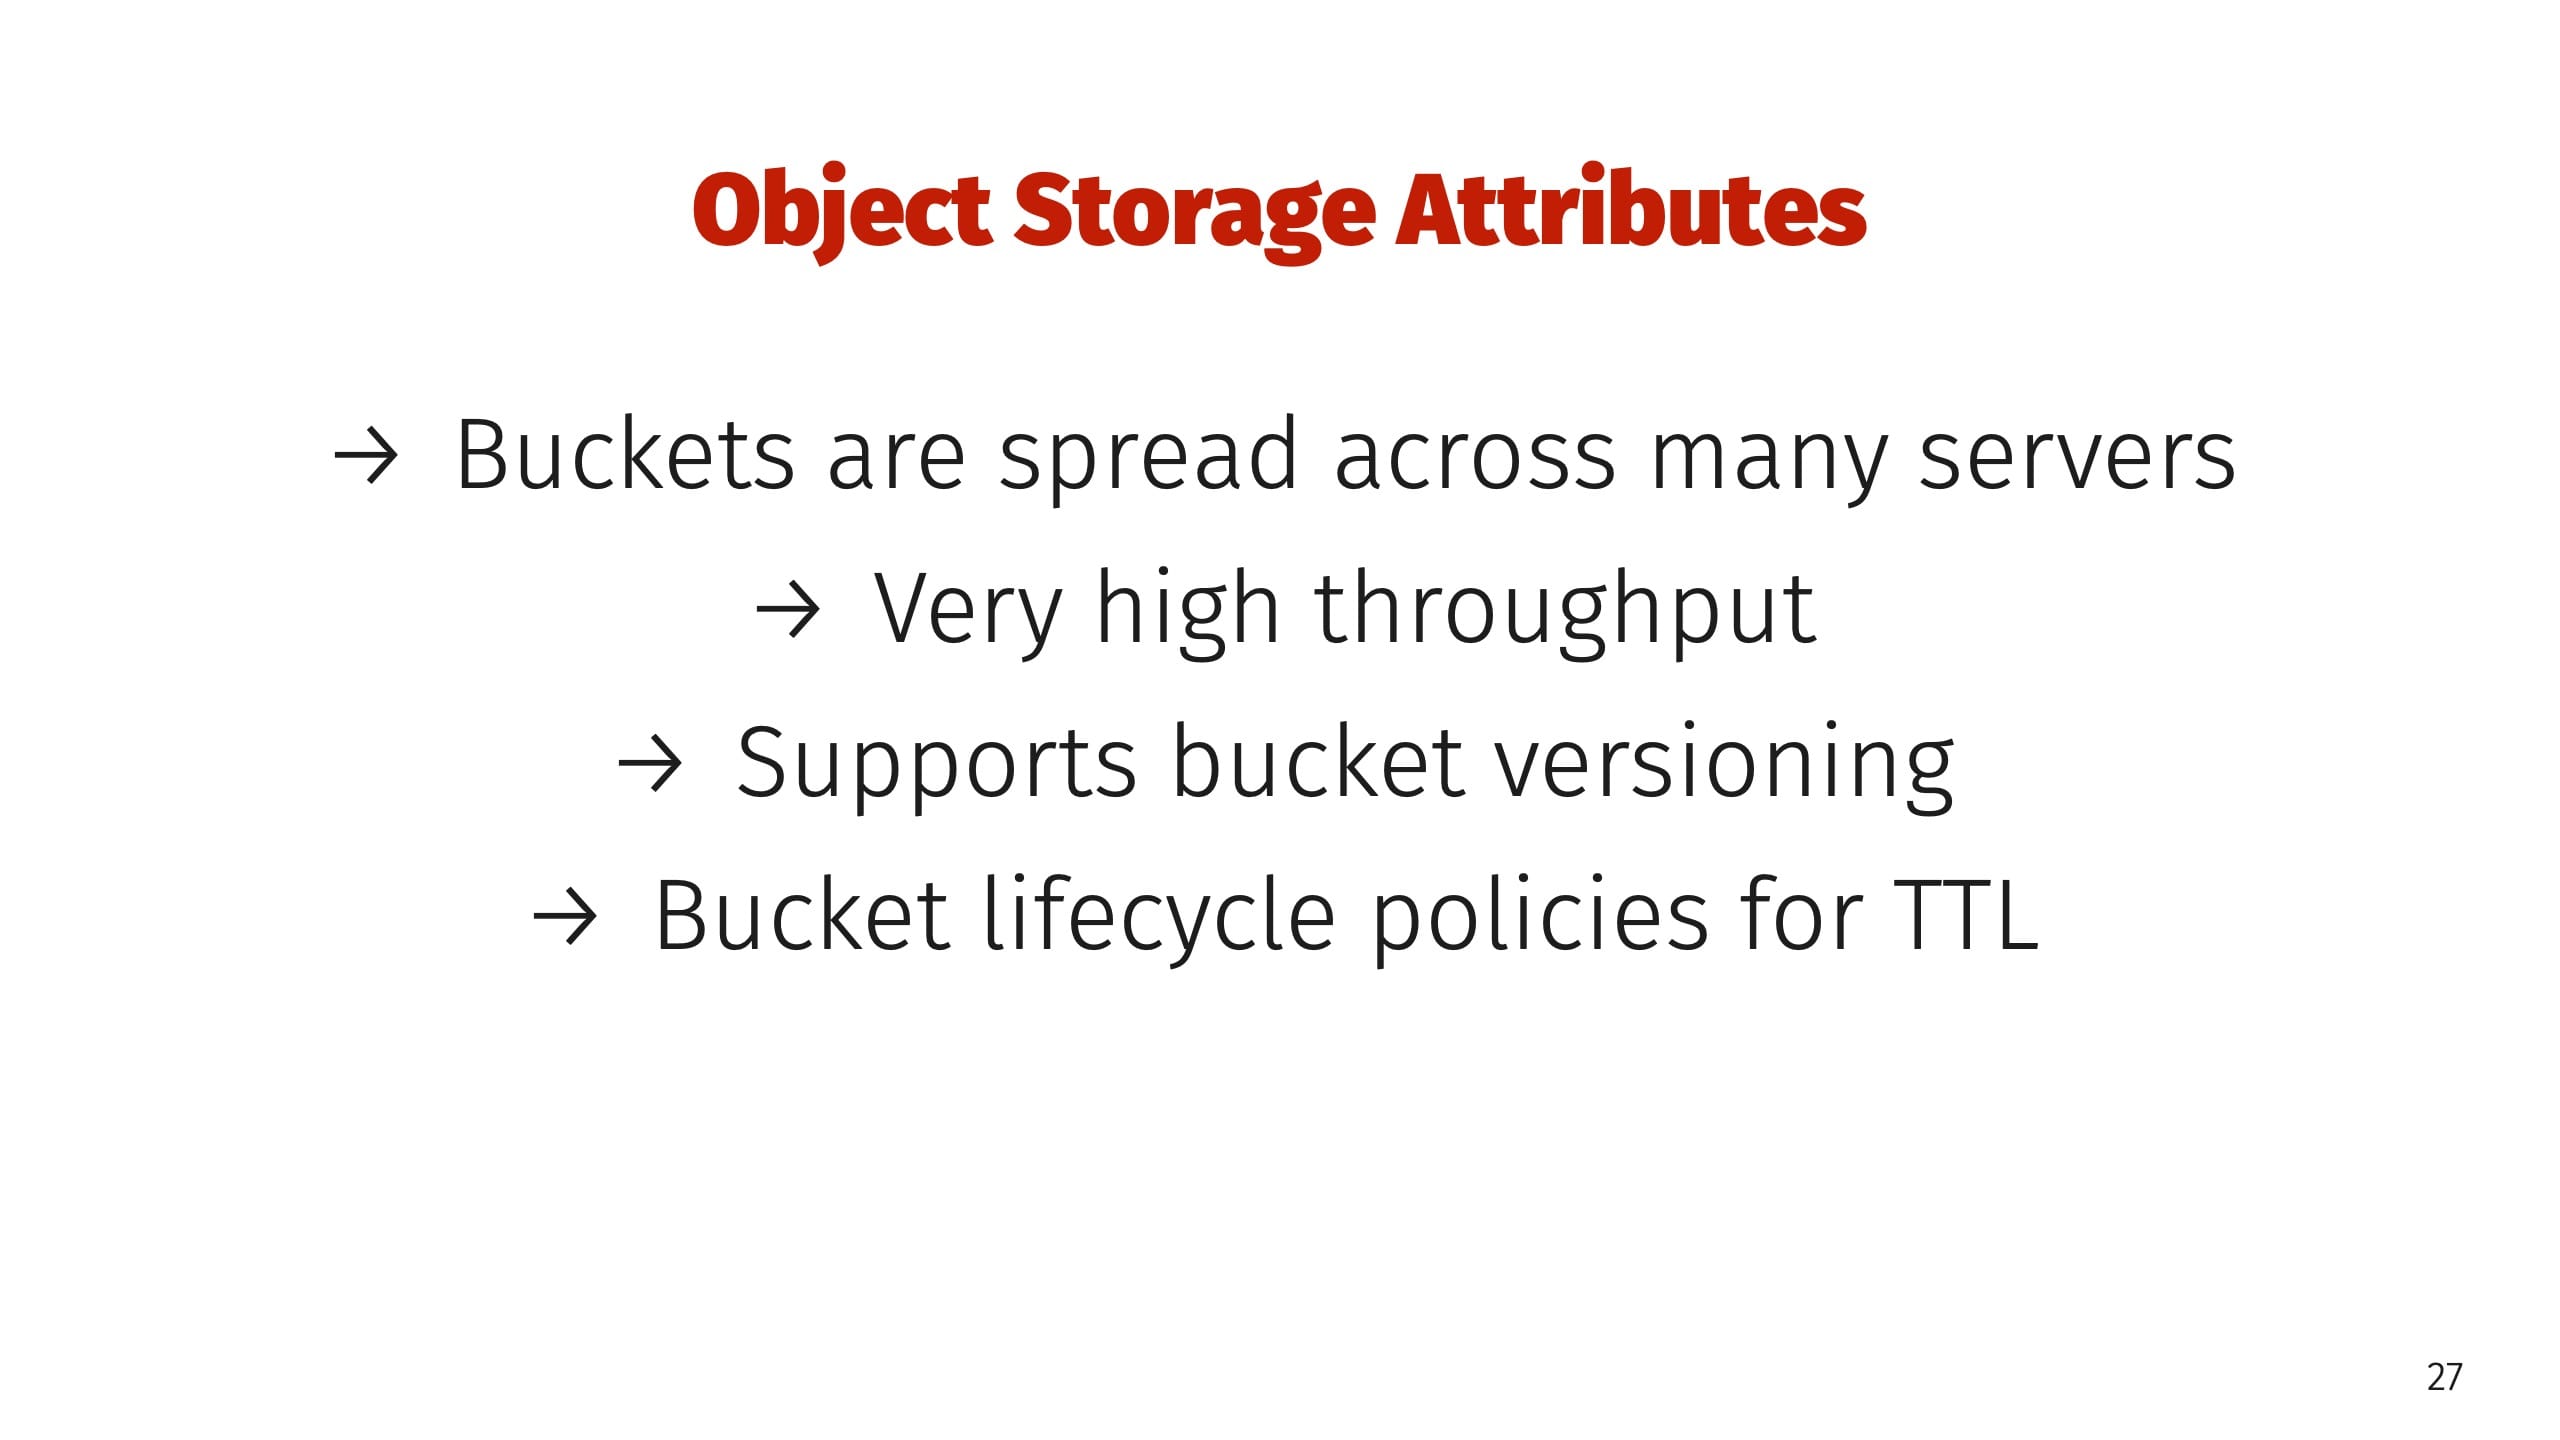 Object Storage Attributes
→ Buckets are spread across many servers
→ Very high throughput
→ Supports bucket versioning
→ Bucket lifecycle policies for TTL
27